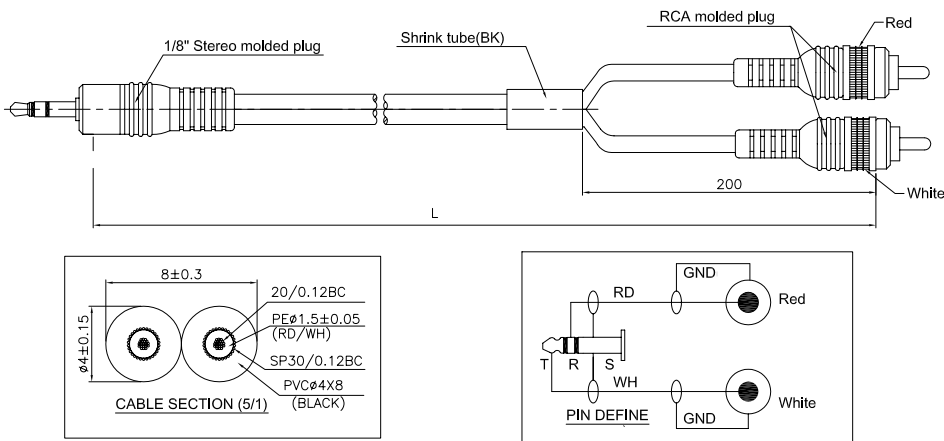 RCA molded plug
Red
1/8" Stereo molded plug
Shrink tube(BK)
200
White
L
8±0.3
ø4±0.15
20/0.12BC
PEø1.5±0.05
(RD/WH)
SP30/0.12BC
PVCø4X8
(BLACK)
CABLE SECTION (5/1)
GND
RD
Red
T R S
WH
White
PIN DEFINE
GND